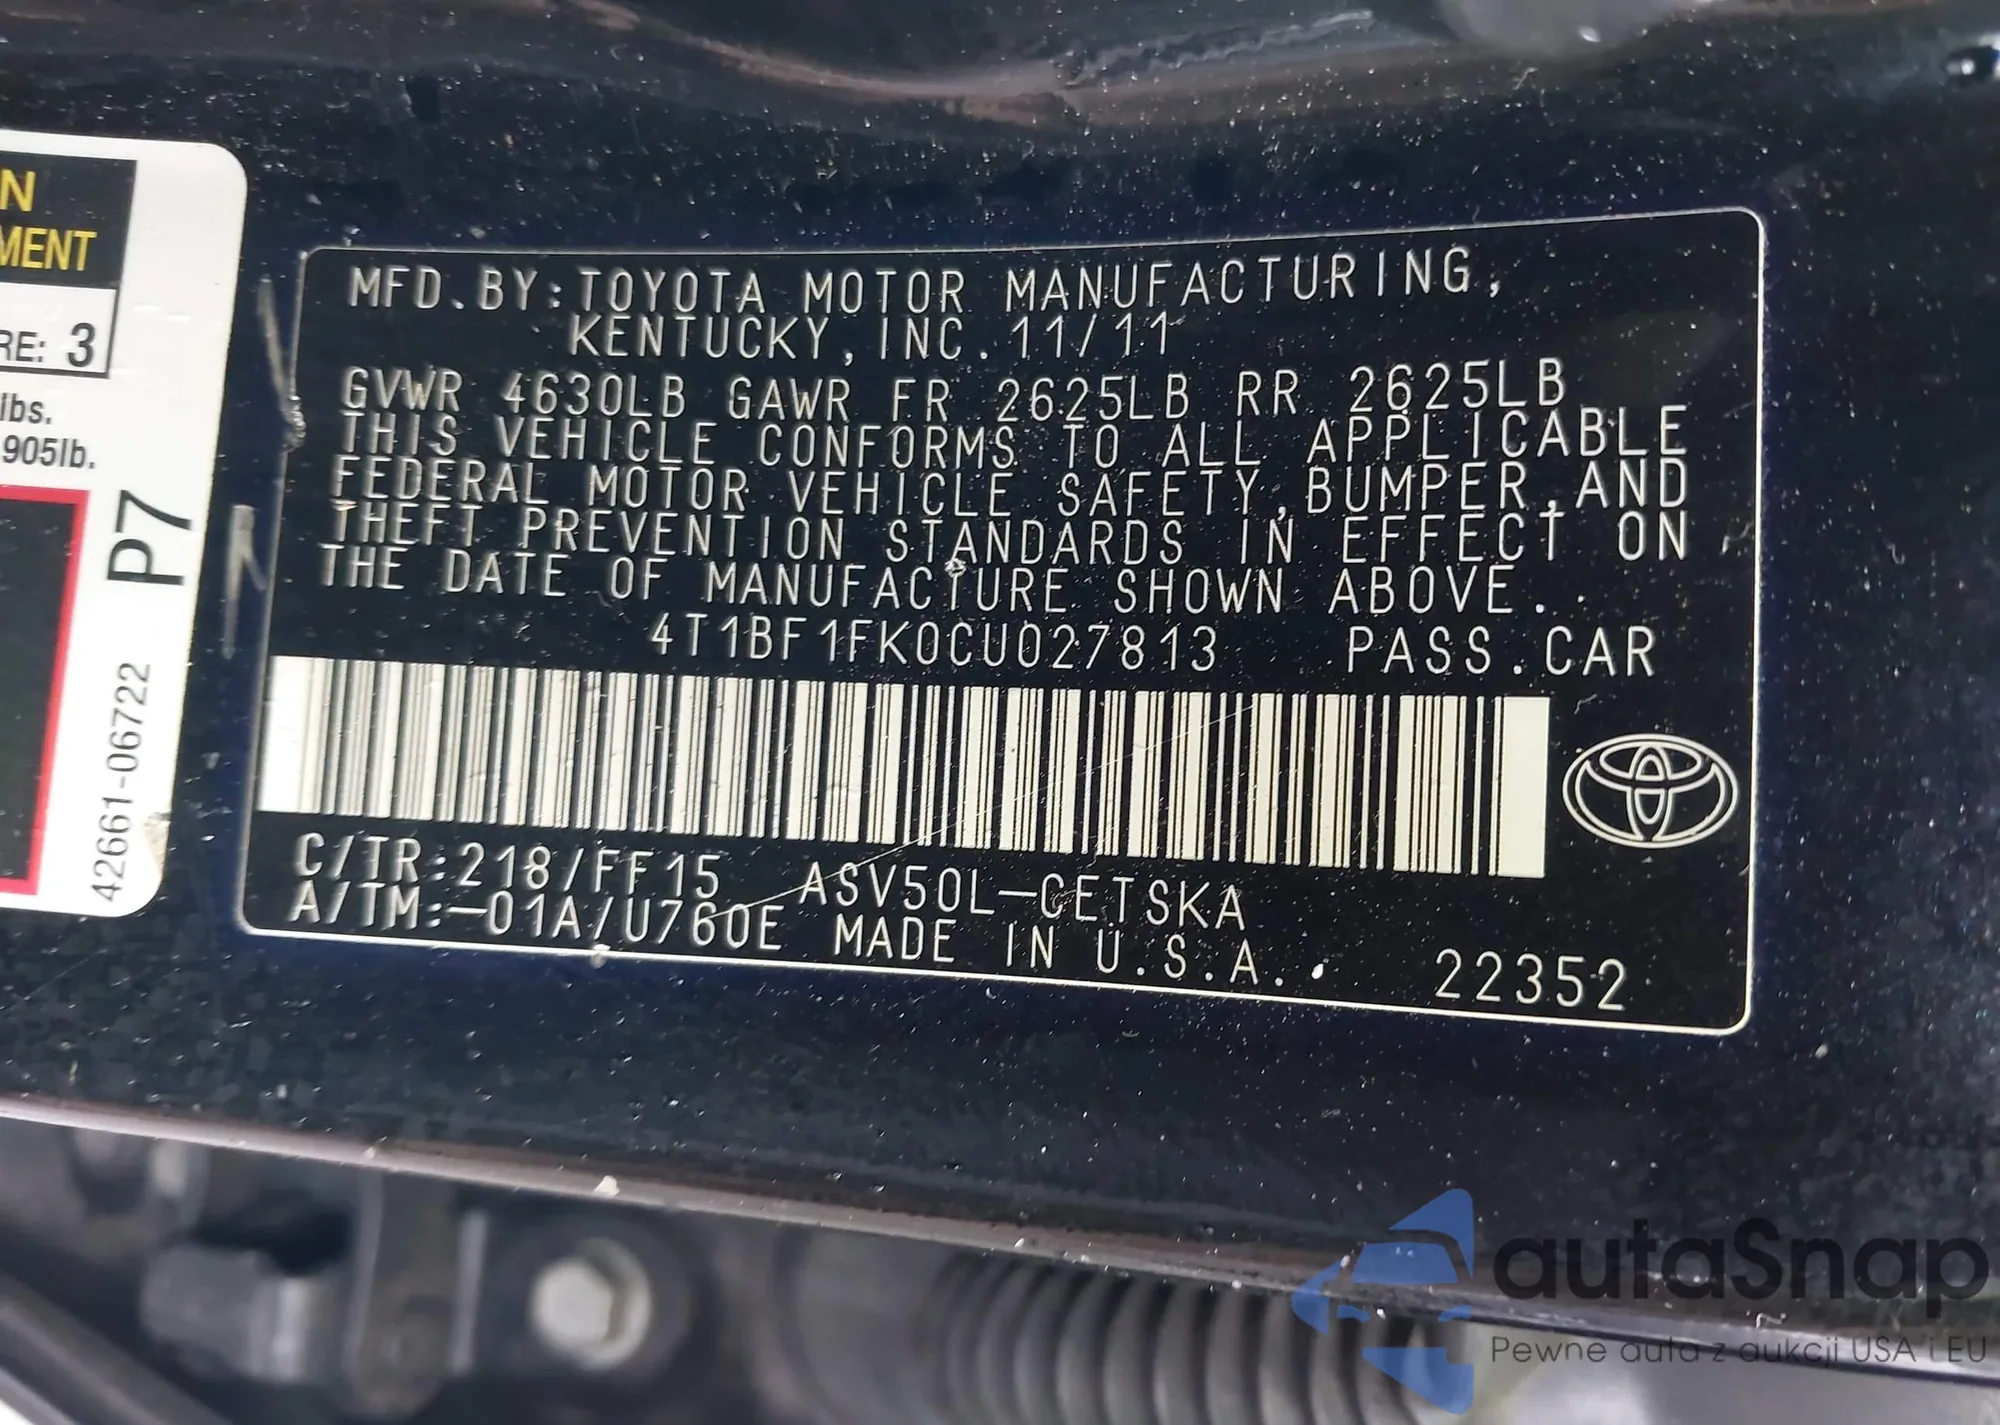 N
MENT
RE: 3
lbs.
905lb.
P7
42661-06722
MFD.BY:TOYOTA MOTOR MANUFACTURING,
KENTUCKY,INC.11/11
GVWR 4630LB GAWR FR 2625LB RR 2625LB
THIS VEHICLE CONFORMS TO ALL APPLICABLE
FEDERAL MOTOR VEHICLE SAFETY,BUMPER,AND
THEFT PREVENTION STANDARDS IN EFFECT ON
THE DATE OF MANUFACTURE SHOWN ABOVE.
4T1BF1FK0CU027813 PASS.CAR
C/TR:218/FF15 ASV50L-CETSKA
A/TM:-01A/U760E MADE IN U.S.A. 22352
autaSnap
Pewne auta z aukcji USA i EU